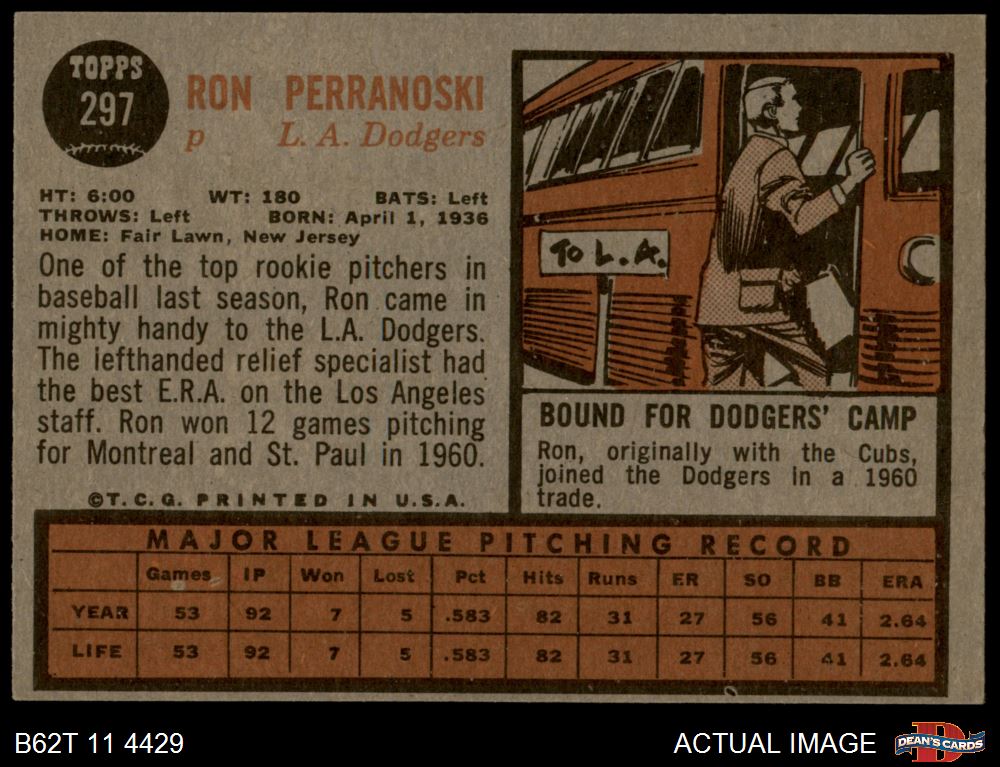 TOPPS
297
RON PERRANOSKI
p L. A. Dodgers
HT: 6:00 WT: 180 BATS: Left
THROWS: Left BORN: April 1, 1936
HOME: Fair Lawn, New Jersey
One of the top rookie pitchers in
baseball last season, Ron came in
mighty handy to the L.A. Dodgers.
The lefthanded relief specialist had
the best E.R.A. on the Los Angeles
staff. Ron won 12 games pitching
for Montreal and St. Paul in 1960.
©T. C. G. PRINTED IN U. S. A.
TO L. A.
BOUND FOR DODGERS' CAMP
Ron, originally with the Cubs,
joined the Dodgers in a 1960
trade.
MAJOR LEAGUE PITCHING RECORD
Games IP Won Lost Pct Hits Runs ER SO BB ERA
YEAR 53 92 7 5 .583 82 31 27 56 41 2.64
LIFE 53 92 7 5 .583 82 31 27 56 41 2.64
B62T 11 4429
ACTUAL IMAGE
D
DEAN'S CARDS